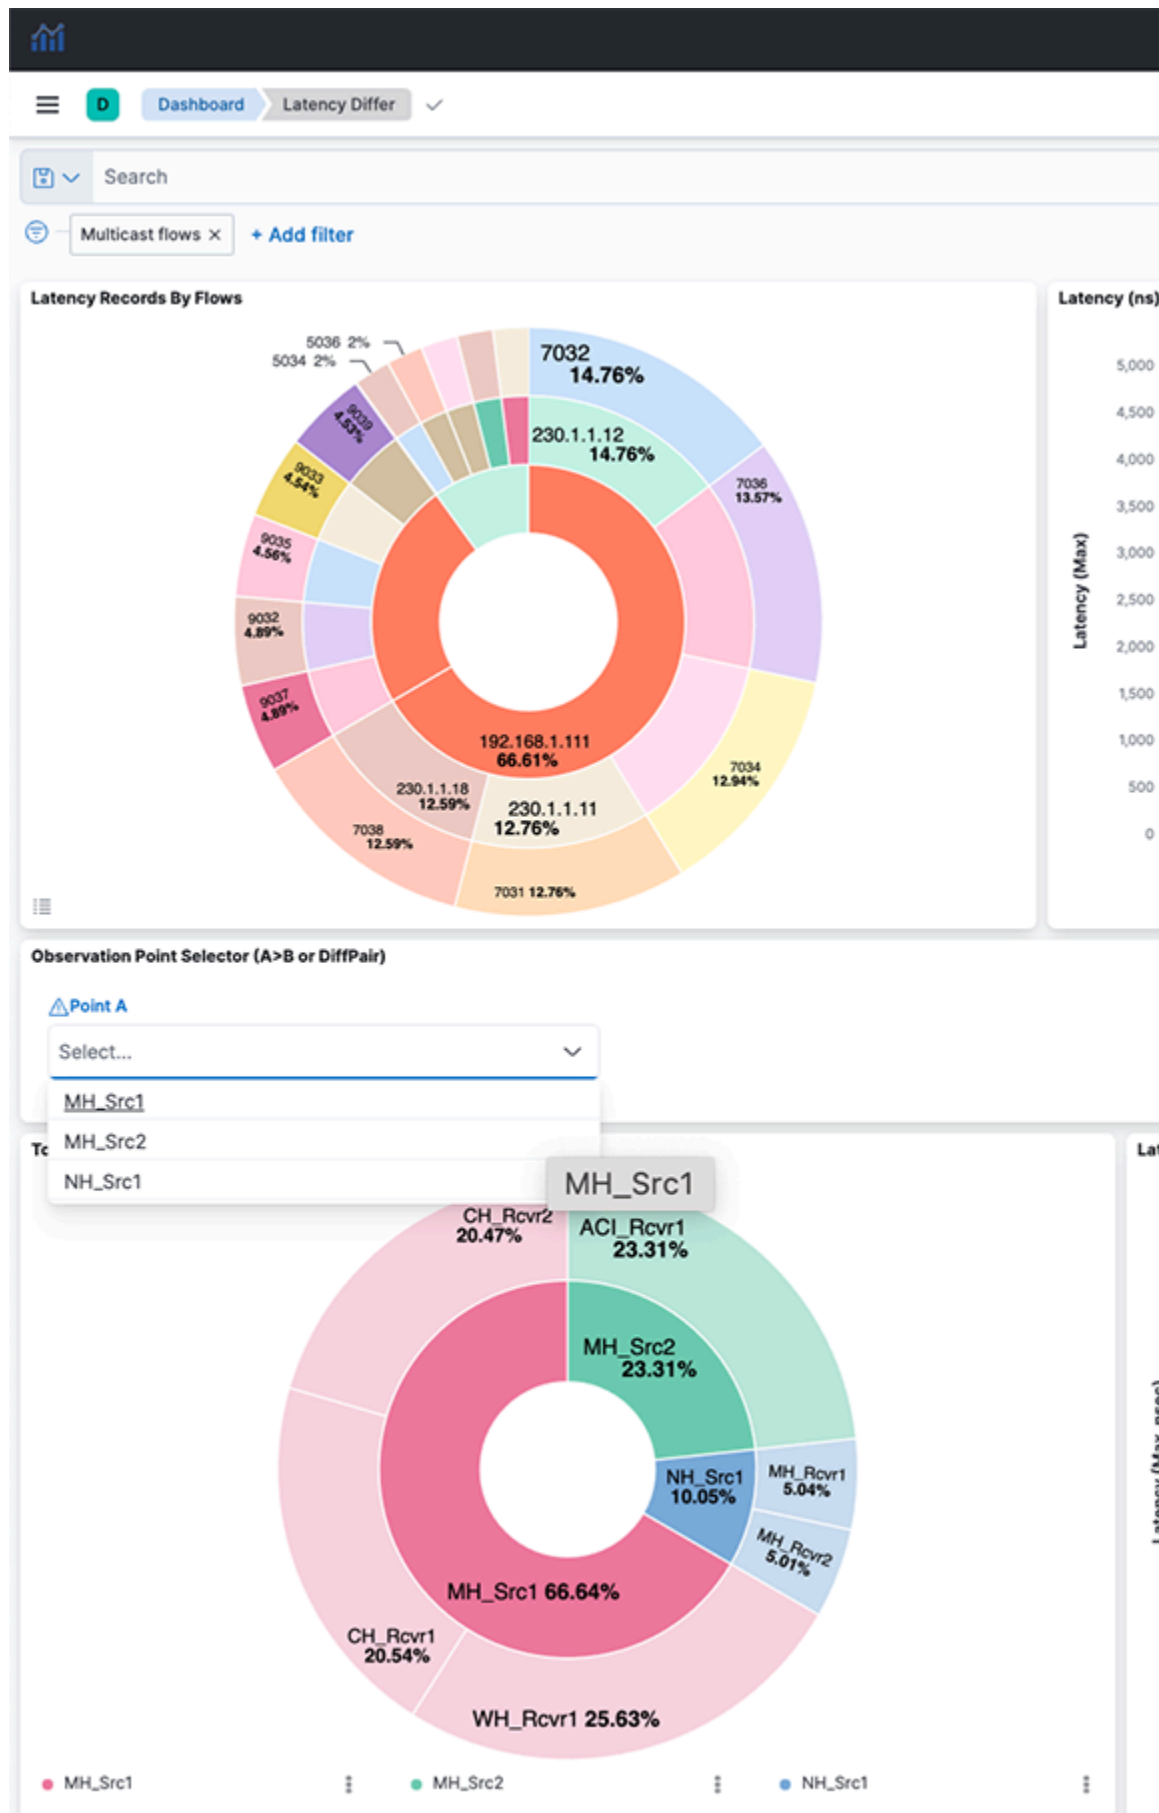 D
Dashboard
Latency Differ
Search
Multicast flows ×
+ Add filter
Latency Records By Flows
5036 2%
5034 2%
7032
14.76%
230.1.1.12
14.76%
7036
13.57%
9039
4.53%
9033
4.54%
9035
4.56%
9032
4.89%
9037
4.89%
192.168.1.111
66.61%
7034
12.94%
230.1.1.18
12.59%
230.1.1.11
12.76%
7038
12.59%
7031 12.76%
Latency (ns)
5,000
4,500
4,000
3,500
3,000
2,500
2,000
1,500
1,000
500
0
Latency (Max)
Observation Point Selector (A>B or DiffPair)
Point A
Select...
MH_Src1
MH_Src2
NH_Src1
MH_Src1
CH_Rcvr2
20.47%
ACI_Rcvr1
23.31%
MH_Src2
23.31%
NH_Src1
10.05%
MH_Rcvr1
5.04%
MH_Rcvr2
5.01%
MH_Src1 66.64%
CH_Rcvr1
20.54%
WH_Rcvr1 25.63%
MH_Src1
MH_Src2
NH_Src1